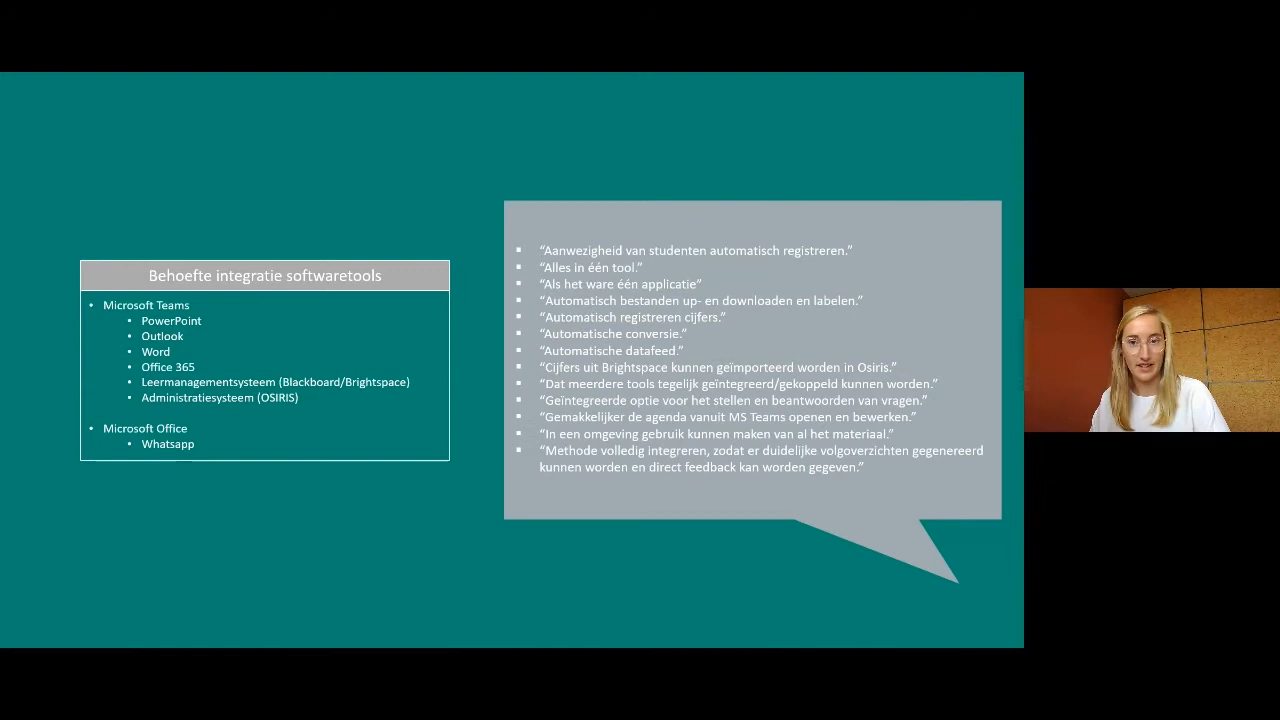 Behoefte integratie softwaretools
• Microsoft Teams
• PowerPoint
• Outlook
• Word
• Office 365
• Leermanagementsysteem (Blackboard/Brightspace)
• Administratiesysteem (OSIRIS)
• Microsoft Office
• Whatsapp
▪ “Aanwezigheid van studenten automatisch registreren.”
▪ “Alles in één tool.”
▪ “Als het ware één applicatie”
▪ “Automatisch bestanden up- en downloaden en labelen.”
▪ “Automatisch registreren cijfers.”
▪ “Automatische conversie.”
▪ “Automatische datafeed.”
▪ “Cijfers uit Brightspace kunnen geïmporteerd worden in Osiris.”
▪ “Dat meerdere tools tegelijk geïntegreerd/gekoppeld kunnen worden.”
▪ “Geïntegreerde optie voor het stellen en beantwoorden van vragen.”
▪ “Gemakkelijker de agenda vanuit MS Teams openen en bewerken.”
▪ “In een omgeving gebruik kunnen maken van al het materiaal.”
▪ “Methode volledig integreren, zodat er duidelijke volgoverzichten gegenereerd
kunnen worden en direct feedback kan worden gegeven.”